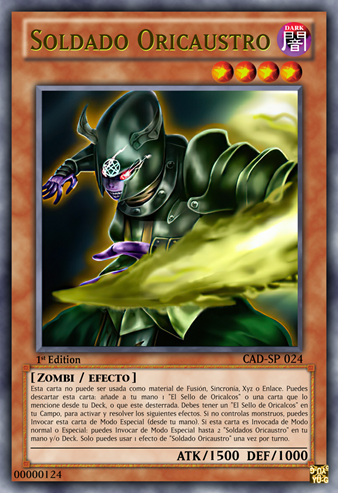 SOLDADO ORICAUSTRO
DARK
闇
1st Edition
CAD-SP 024
[ ZOMBI / EFECTO ]
Esta carta no puede ser usada como material de Fusión, Sincronia, Xyz o Enlace. Puedes
descartar esta carta: añade de tu mano 1 "El Sello de Oricalcos" o una carta que lo
mencione desde tu Deck, o que este desterrada. Debes tener un "El Sello de Oricalcos" en
tu Campo, para activar y resolver los siguientes efectos. Si no controlas monstruos, puedes
Invocar esta carta de Modo Especial (desde tu mano). Si esta carta es Invocada de Modo
normal o Especial: puedes Invocar de Modo Especial hasta 2 "Soldados Oricaustro" en tu
mano y/o Deck. Solo puedes usar 1 efecto de "Soldado Oricaustro" una vez por turno.
ATK/1500 DEF/1000
00000124